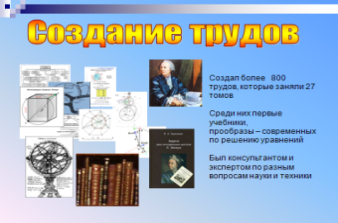 Создание трудов
Создал более 800
трудов, которые заняли 27
томов
Среди них первые
учебники,
прообразы – современных
по решению уравнений
Был консультантом и
экспертом по разным
вопросам науки и техники